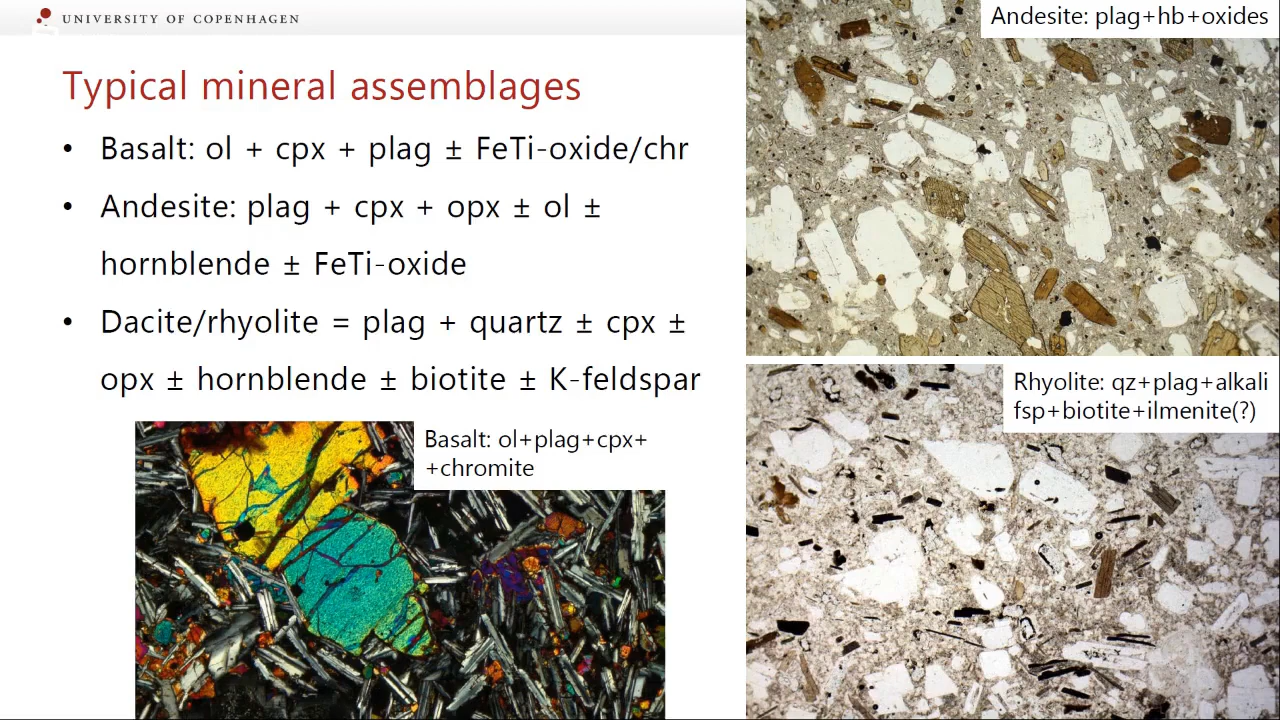 UNIVERSITY OF COPENHAGEN
Typical mineral assemblages
• Basalt: ol + cpx + plag ± FeTi-oxide/chr
• Andesite: plag + cpx + opx ± ol ±
hornblende ± FeTi-oxide
• Dacite/rhyolite = plag + quartz ± cpx ±
opx ± hornblende ± biotite ± K-feldspar
Basalt: ol+plag+cpx+
+chromite
Andesite: plag+hb+oxides
Rhyolite: qz+plag+alkali
fsp+biotite+ilmenite(?)